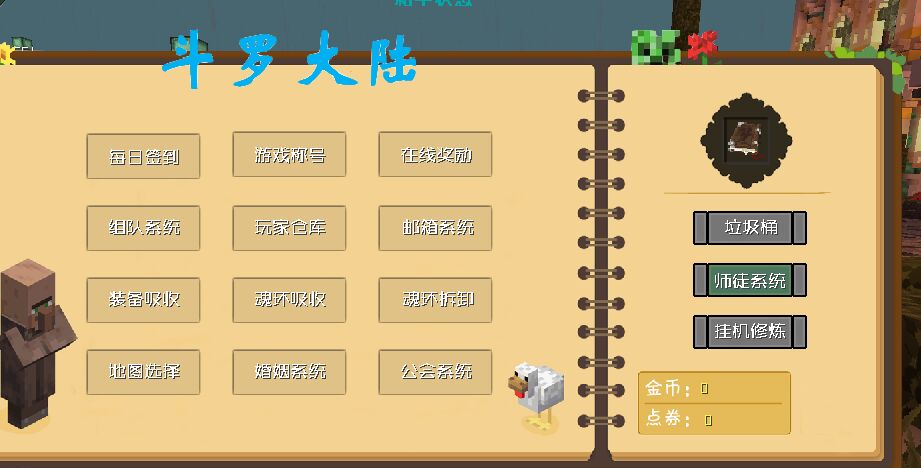 斗罗大陆
每日签到 游戏称号 在线奖励
组队系统 玩家仓库 邮箱系统
装备吸收 魂环吸收 魂环拆卸
地图选择 婚姻系统 公会系统
垃圾桶
师徒系统
挂机修炼
金币：0
点券：0